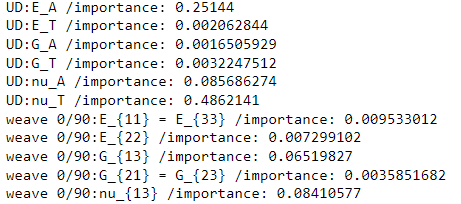 UD:E_A /importance: 0.25144
UD:E_T /importance: 0.002062844
UD:G_A /importance: 0.0016505929
UD:G_T /importance: 0.0032247512
UD:nu_A /importance: 0.085686274
UD:nu_T /importance: 0.4862141
weave 0/90:E_{11} = E_{33} /importance: 0.009533012
weave 0/90:E_{22} /importance: 0.007299102
weave 0/90:G_{13} /importance: 0.06519827
weave 0/90:G_{21} = G_{23} /importance: 0.0035851682
weave 0/90:nu_{13} /importance: 0.08410577